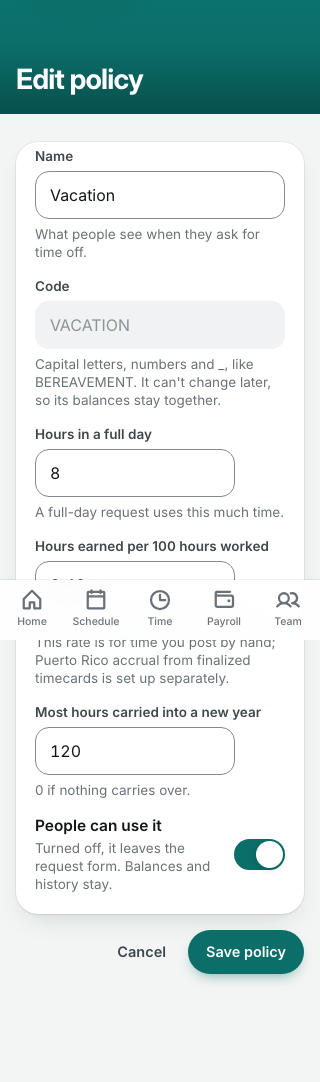 Edit policy
Name
Vacation
What people see when they ask for
time off.
Code
VACATION
Capital letters, numbers and _, like
BEREAVEMENT. It can't change later,
so its balances stay together.
Hours in a full day
8
A full-day request uses this much time.
Hours earned per 100 hours worked
Home
Schedule
Time
Payroll
Team
This rate is for time you post by hand;
Puerto Rico accrual from finalized
timecards is set up separately.
Most hours carried into a new year
120
0 if nothing carries over.
People can use it
Turned off, it leaves the
request form. Balances and
history stay.
Cancel
Save policy